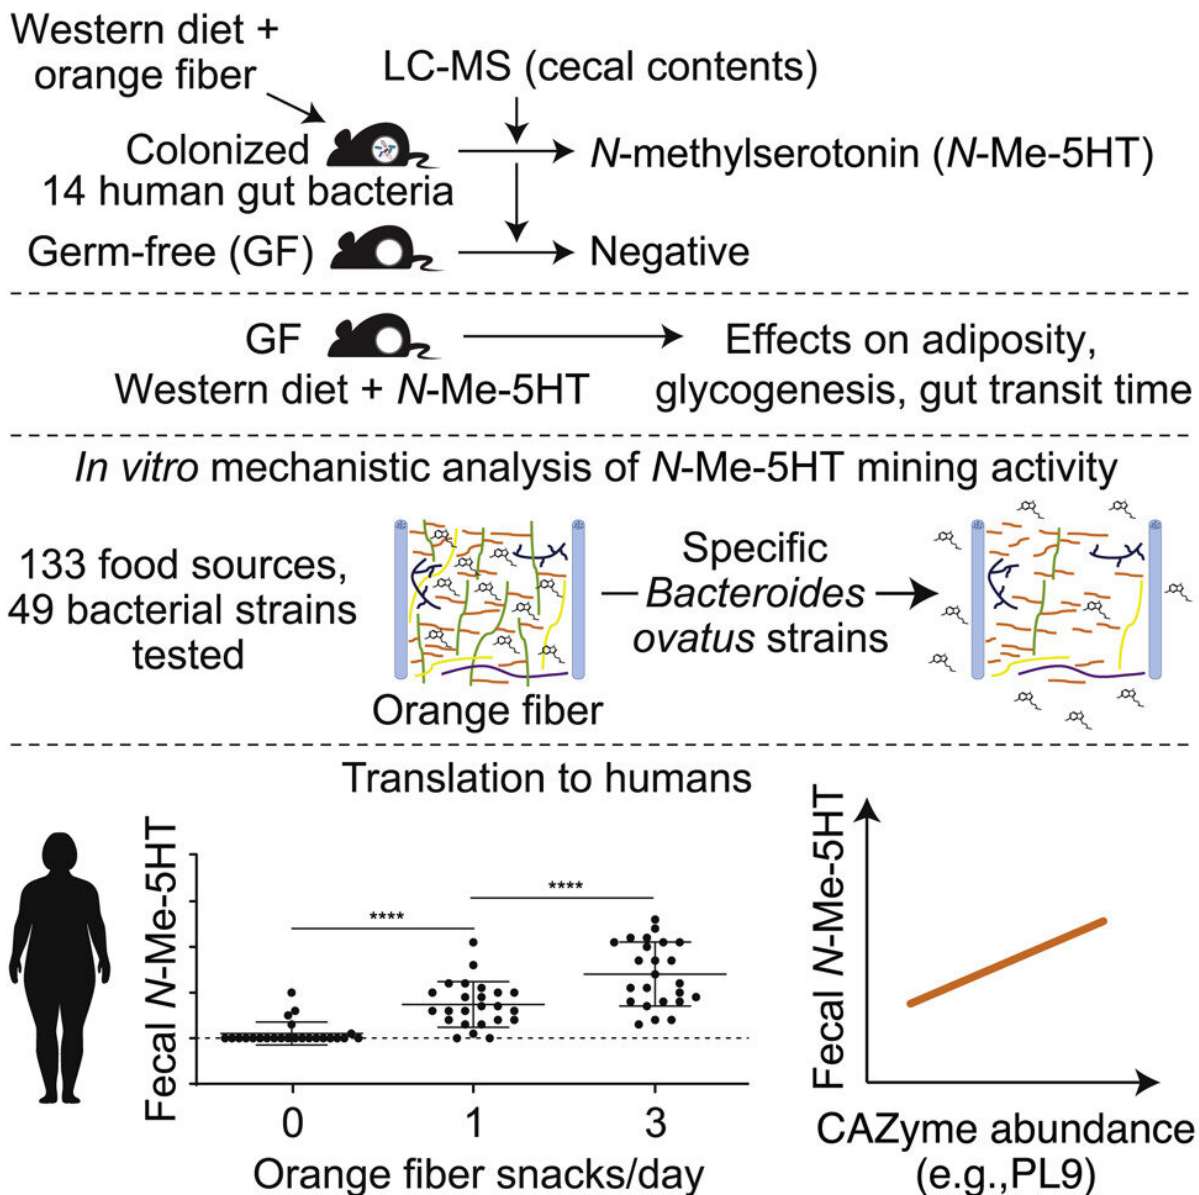 Western diet +
orange fiber
LC-MS (cecal contents)
Colonized
14 human gut bacteria
N-methylserotonin (N-Me-5HT)
Germ-free (GF)
Negative
GF
Western diet + N-Me-5HT
Effects on adiposity,
glycogenesis, gut transit time
In vitro mechanistic analysis of N-Me-5HT mining activity
133 food sources,
49 bacterial strains
tested
Orange fiber
Specific
Bacteroides
ovatus strains
Translation to humans
Fecal N-Me-5HT
****
****
0 1 3
Orange fiber snacks/day
Fecal N-Me-5HT
CAZyme abundance
(e.g.,PL9)